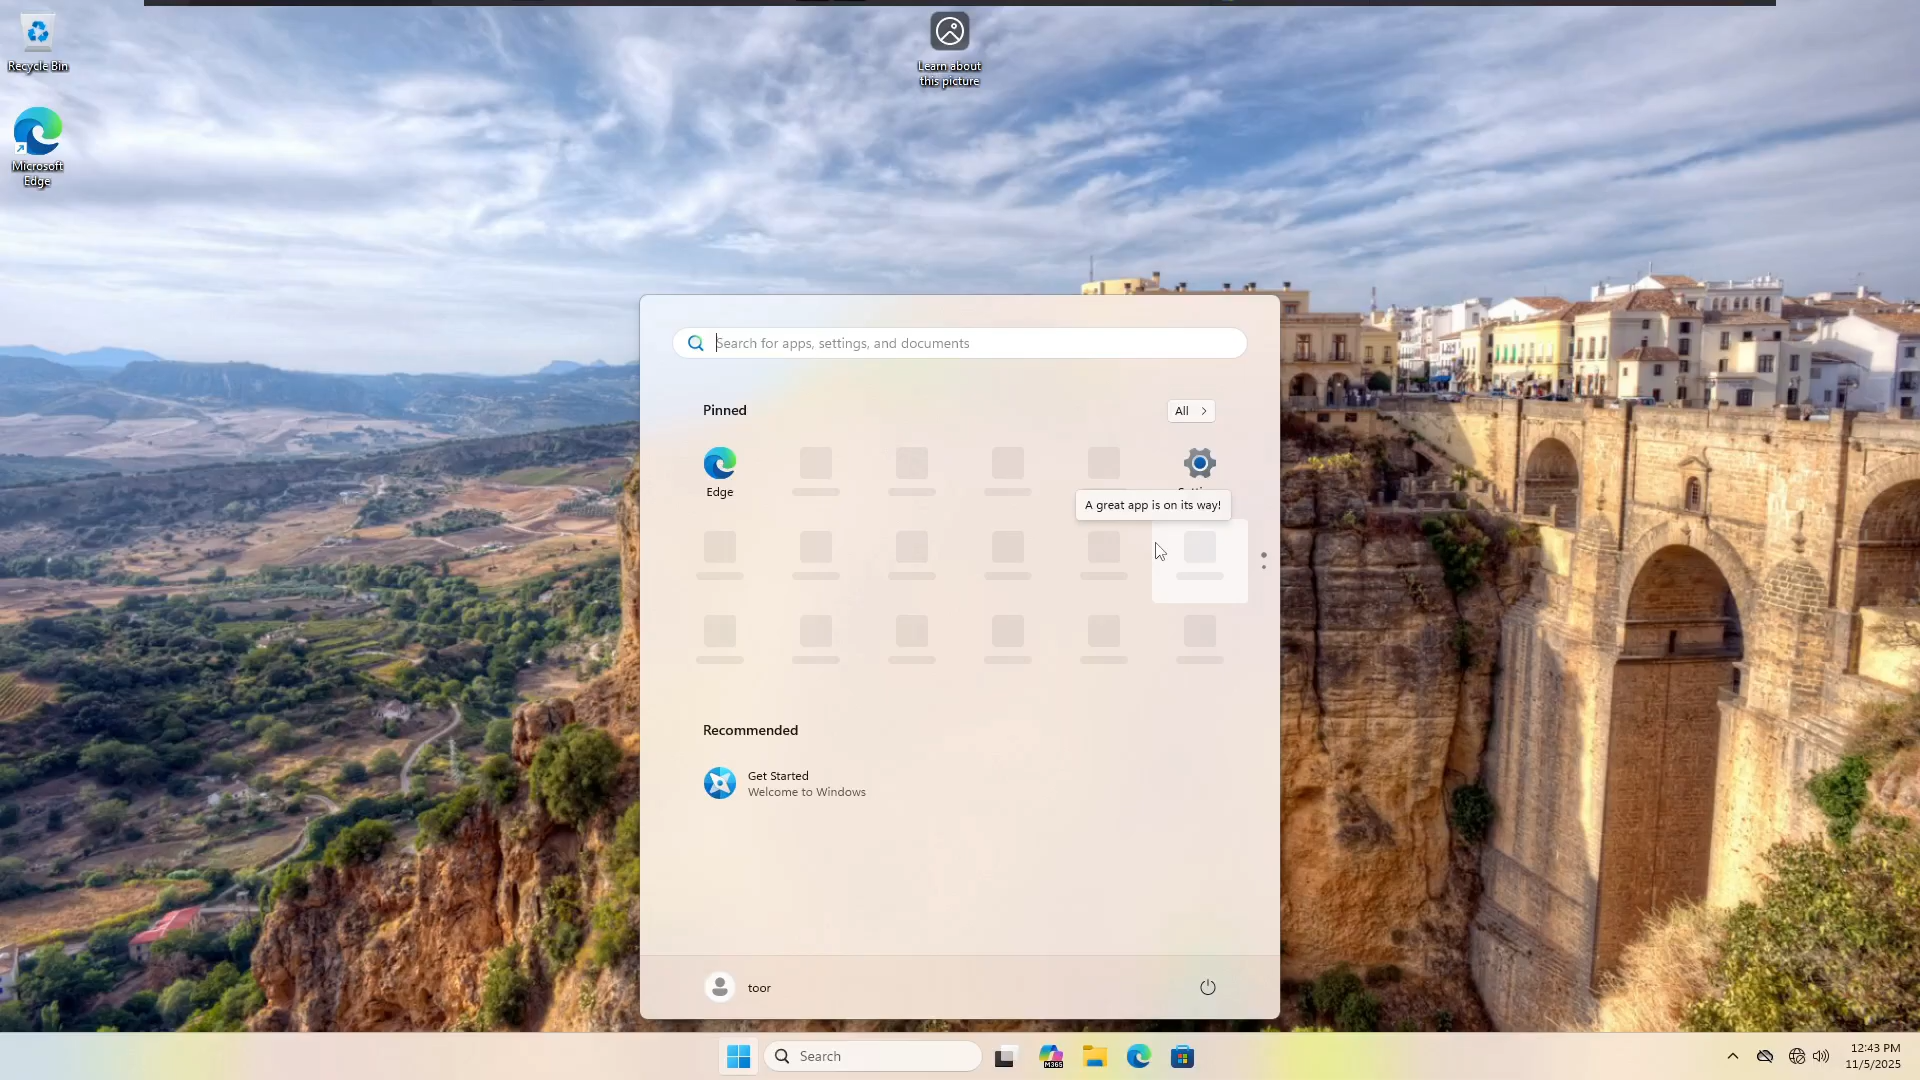 Recycle Bin
Learn about
this picture
Microsoft
Edge
Search for apps, settings, and documents
Pinned
All
Edge
A great app is on its way!
Recommended
Get Started
Welcome to Windows
toor
Search
M365
12:43 PM
11/5/2025